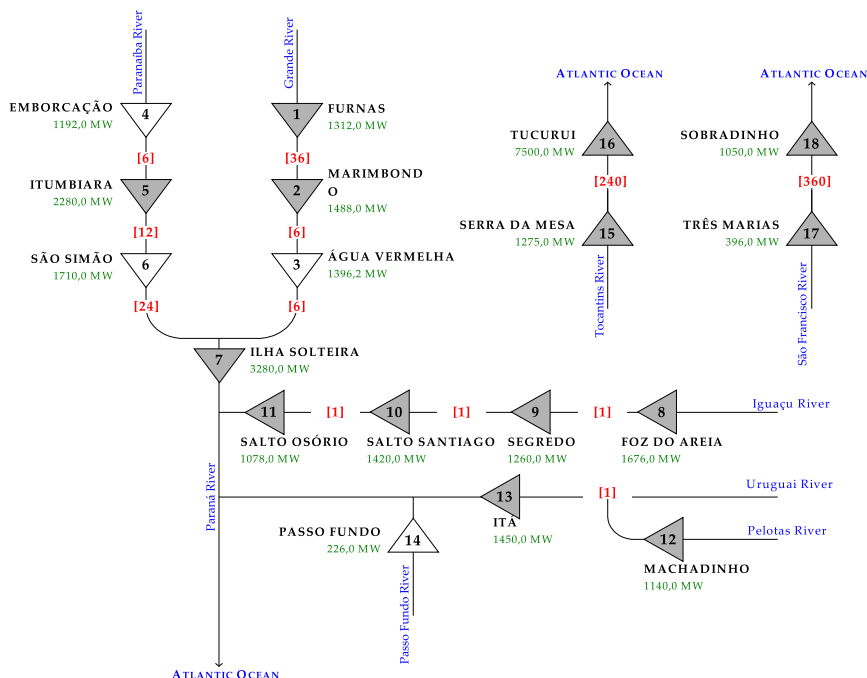 Paranaíba River
Grande River
ATLANTIC OCEAN
ATLANTIC OCEAN
EMBORCAÇÃO
1192,0 MW
4
1
FURNAS
1312,0 MW
TUCURUI
7500,0 MW
16
SOBRADINHO
1050,0 MW
18
[6]
[36]
[240]
[360]
ITUMBIARA
2280,0 MW
5
2
MARIMBOND
O
1488,0 MW
[12]
[6]
SERRA DA MESA
1275,0 MW
15
TRÊS MARIAS
396,0 MW
17
SÃO SIMÃO
1710,0 MW
6
3
ÁGUA VERMELHA
1396,2 MW
Tocantins River
São Francisco River
[24]
[6]
7
ILHA SOLTEIRA
3280,0 MW
11
[1]
10
[1]
9
[1]
8
Iguaçu River
SALTO OSÓRIO
1078,0 MW
SALTO SANTIAGO
1420,0 MW
SEGREDO
1260,0 MW
FOZ DO AREIA
1676,0 MW
Paraná River
13
[1]
Uruguai River
ITÁ
1450,0 MW
PASSO FUNDO
226,0 MW
14
12
Pelotas River
MACHADINHO
1140,0 MW
Passo Fundo River
ATLANTIC OCEAN